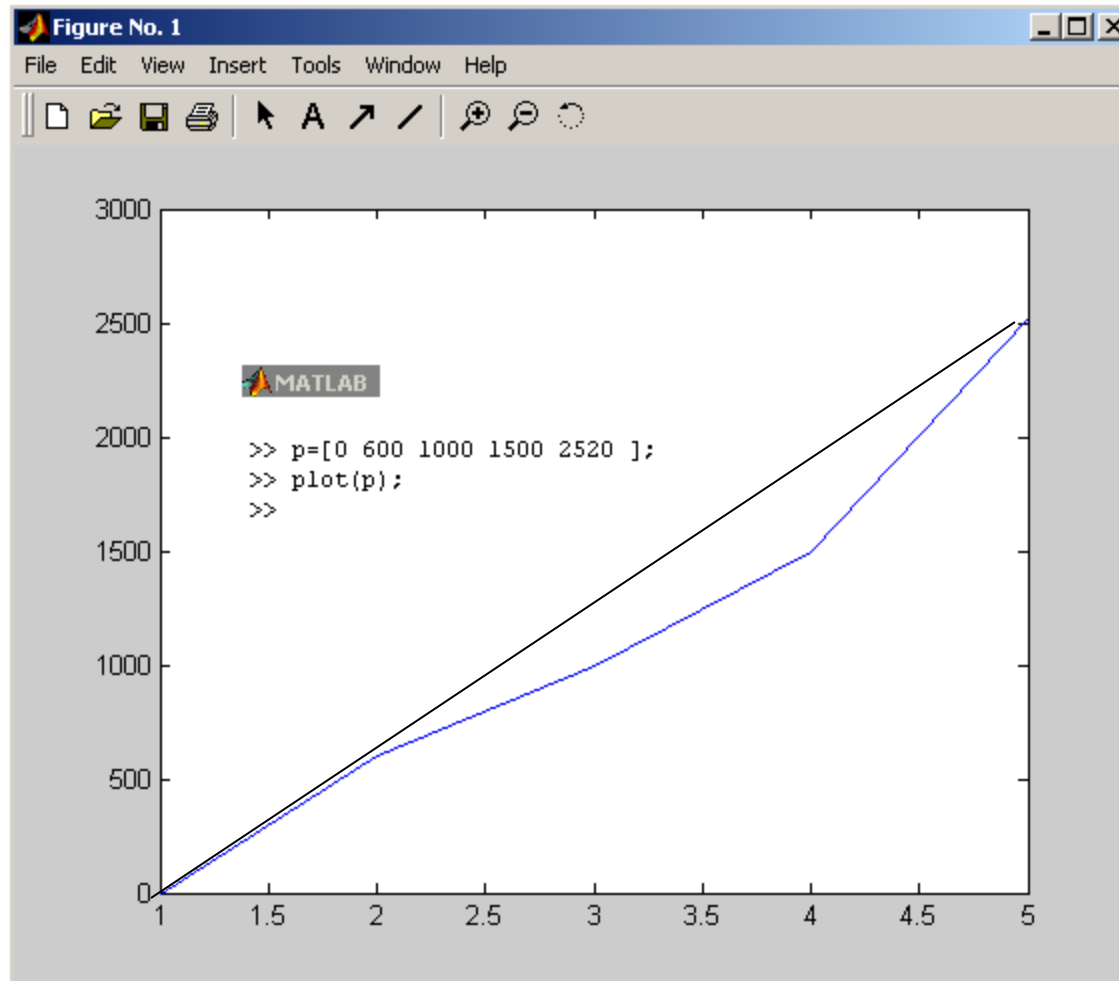 Figure No. 1
File Edit View Insert Tools Window Help
A
3000
2500
MATLAB
2000
>> p=[0 600 1000 1500 2520 ];
>> plot(p);
>>
1500
1000
500
0
1 1.5 2 2.5 3 3.5 4 4.5 5